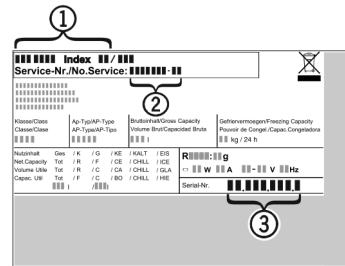 1
Index /
Service-Nr./No.Service: -
2
Klasse/Class
Classe/Clase
Ap-Typ/AP-Type
AP-Type/AP-Tipo
Bruttoinhalt/Gross Capacity
Volume Brut/Capacidad Bruta
l
Gefriervermoegen/Freezing Capacity
Pouvoir de Congel./Capas.Congeladora
kg / 24 h
Nutzinhalt Ges / K / G / KE / KALT / EIS
Net.Capacity Tot / R / F / CE / CHILL / ICE
Volume Utile Tot / R / C / CA / CHILL / GLA
Capac. Util Tot / F / C / BO / CHILL / HIE
l / l
R : g
W A - V Hz
Serial-Nr. . . .
3